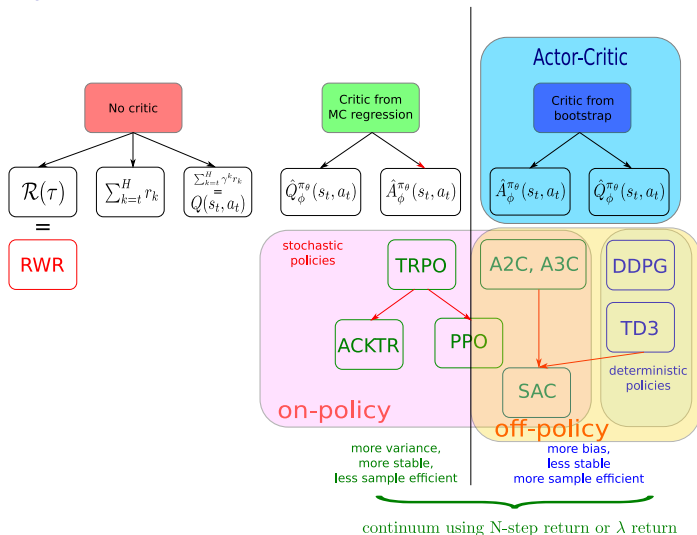 Actor-Critic
No critic
Critic from
MC regression
Critic from
bootstrap
R(τ)
∑_{k=t}^{H} r_k
∑_{k=t}^{H} γ^k r_k
=
Q(s_t, a_t)
Q̂_ϕ^{π_θ}(s_t, a_t)
Â_ϕ^{π_θ}(s_t, a_t)
Â_ϕ^{π_θ}(s_t, a_t)
Q̂_ϕ^{π_θ}(s_t, a_t)
=
RWR
stochastic
policies
TRPO
A2C, A3C
DDPG
ACKTR
PPO
TD3
deterministic
policies
SAC
on-policy
off-policy
more variance,
more stable,
less sample efficient
more bias,
less stable
more sample efficient
continuum using N-step return or λ return